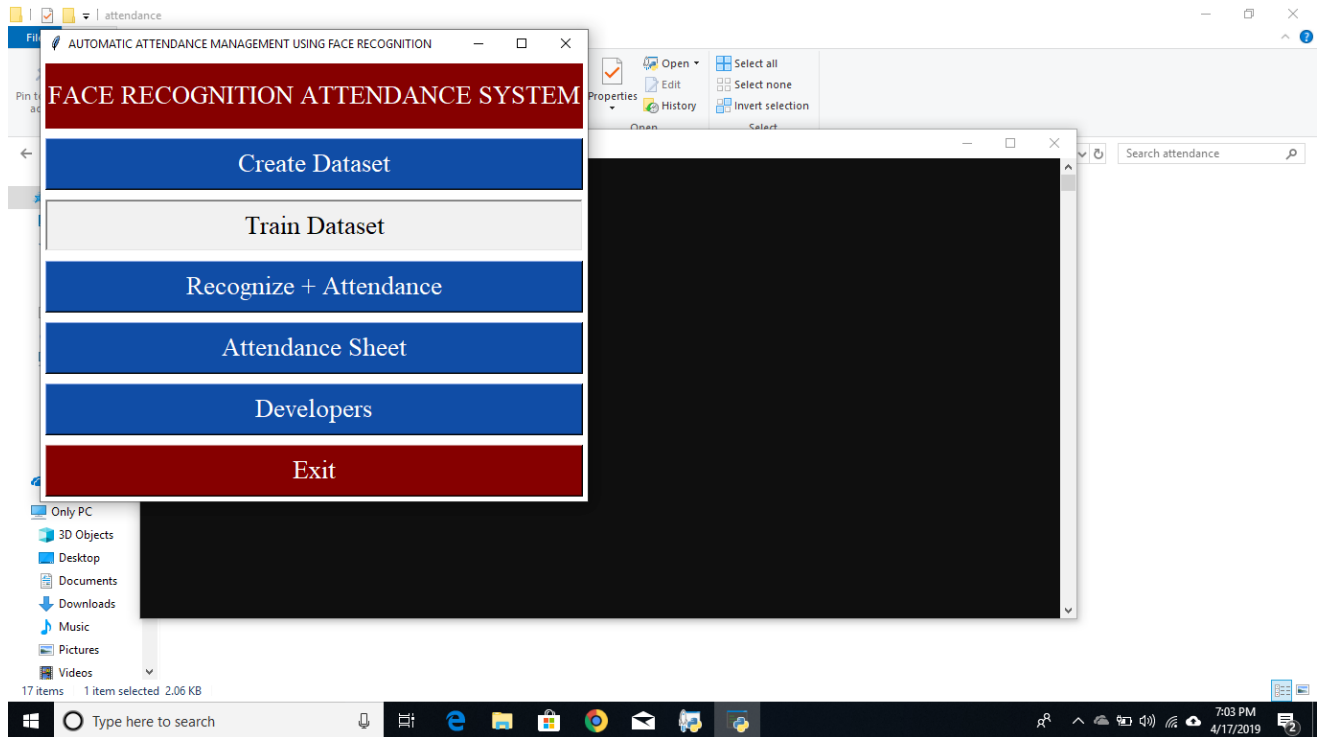 attendance
AUTOMATIC ATTENDANCE MANAGEMENT USING FACE RECOGNITION
FACE RECOGNITION ATTENDANCE SYSTEM
Create Dataset
Train Dataset
Recognize + Attendance
Attendance Sheet
Developers
Exit
Properties
Open
Edit
History
Open
Select all
Select none
Invert selection
Select
Search attendance
Only PC
3D Objects
Desktop
Documents
Downloads
Music
Pictures
Videos
17 items 1 item selected 2.06 KB
Type here to search
7:03 PM
4/17/2019
2